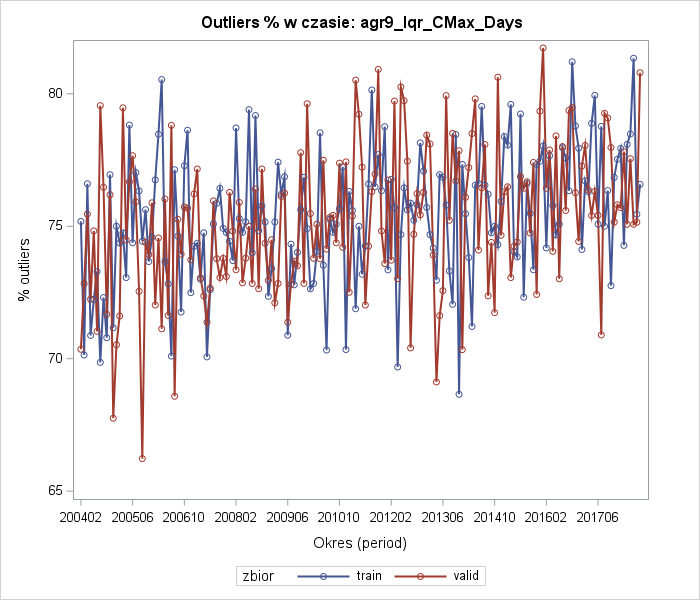 Outliers % w czasie: agr9_Iqr_CMax_Days
% outliers
80
75
70
65
200402 200506 200610 200802 200906 201010 201202 201306 201410 201602 201706
Okres (period)
zbior train valid